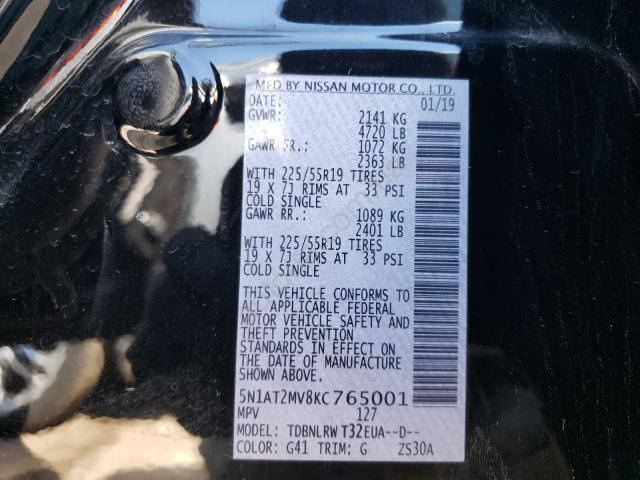 MFD BY NISSAN MOTOR CO., LTD.
DATE: 01/19
GVWR: 2141 KG
4720 LB
GAWR FR.: 1072 KG
2363 LB
WITH 225/55R19 TIRES
19 X 7J RIMS AT 33 PSI
COLD SINGLE
GAWR RR.: 1089 KG
2401 LB
WITH 225/55R19 TIRES
19 X 7J RIMS AT 33 PSI
COLD SINGLE
THIS VEHICLE CONFORMS TO
ALL APPLICABLE FEDERAL
MOTOR VEHICLE SAFETY AND
THEFT PREVENTION
STANDARDS IN EFFECT ON
THE DATE OF MANUFACTURE
SHOWN ABOVE.
5N1AT2MV8KC765001
MPV 127
MODEL: TDBNLRW T32EUA--D--
COLOR: G41 TRIM: G ZS30A